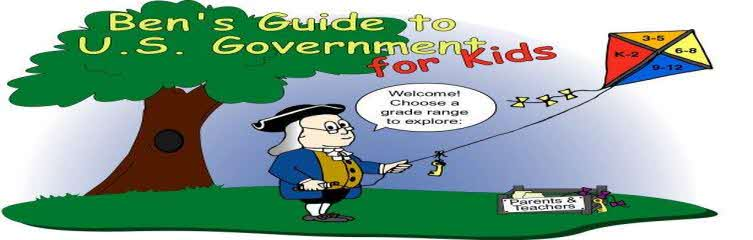 Ben's Guide to
U.S. Government
for Kids
3-5
K-2
6-8
9-12
Welcome!
Choose a
grade range
to explore:
Parents &
Teachers